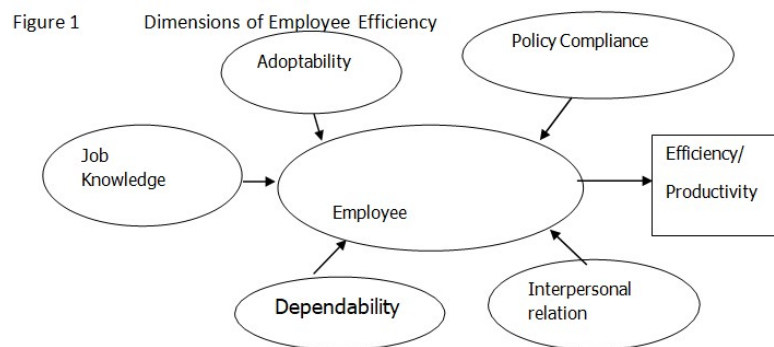 Figure 1 Dimensions of Employee Efficiency
Adoptability
Policy Compliance
Job
Knowledge
Employee
Efficiency/
Productivity
Dependability
Interpersonal
relation